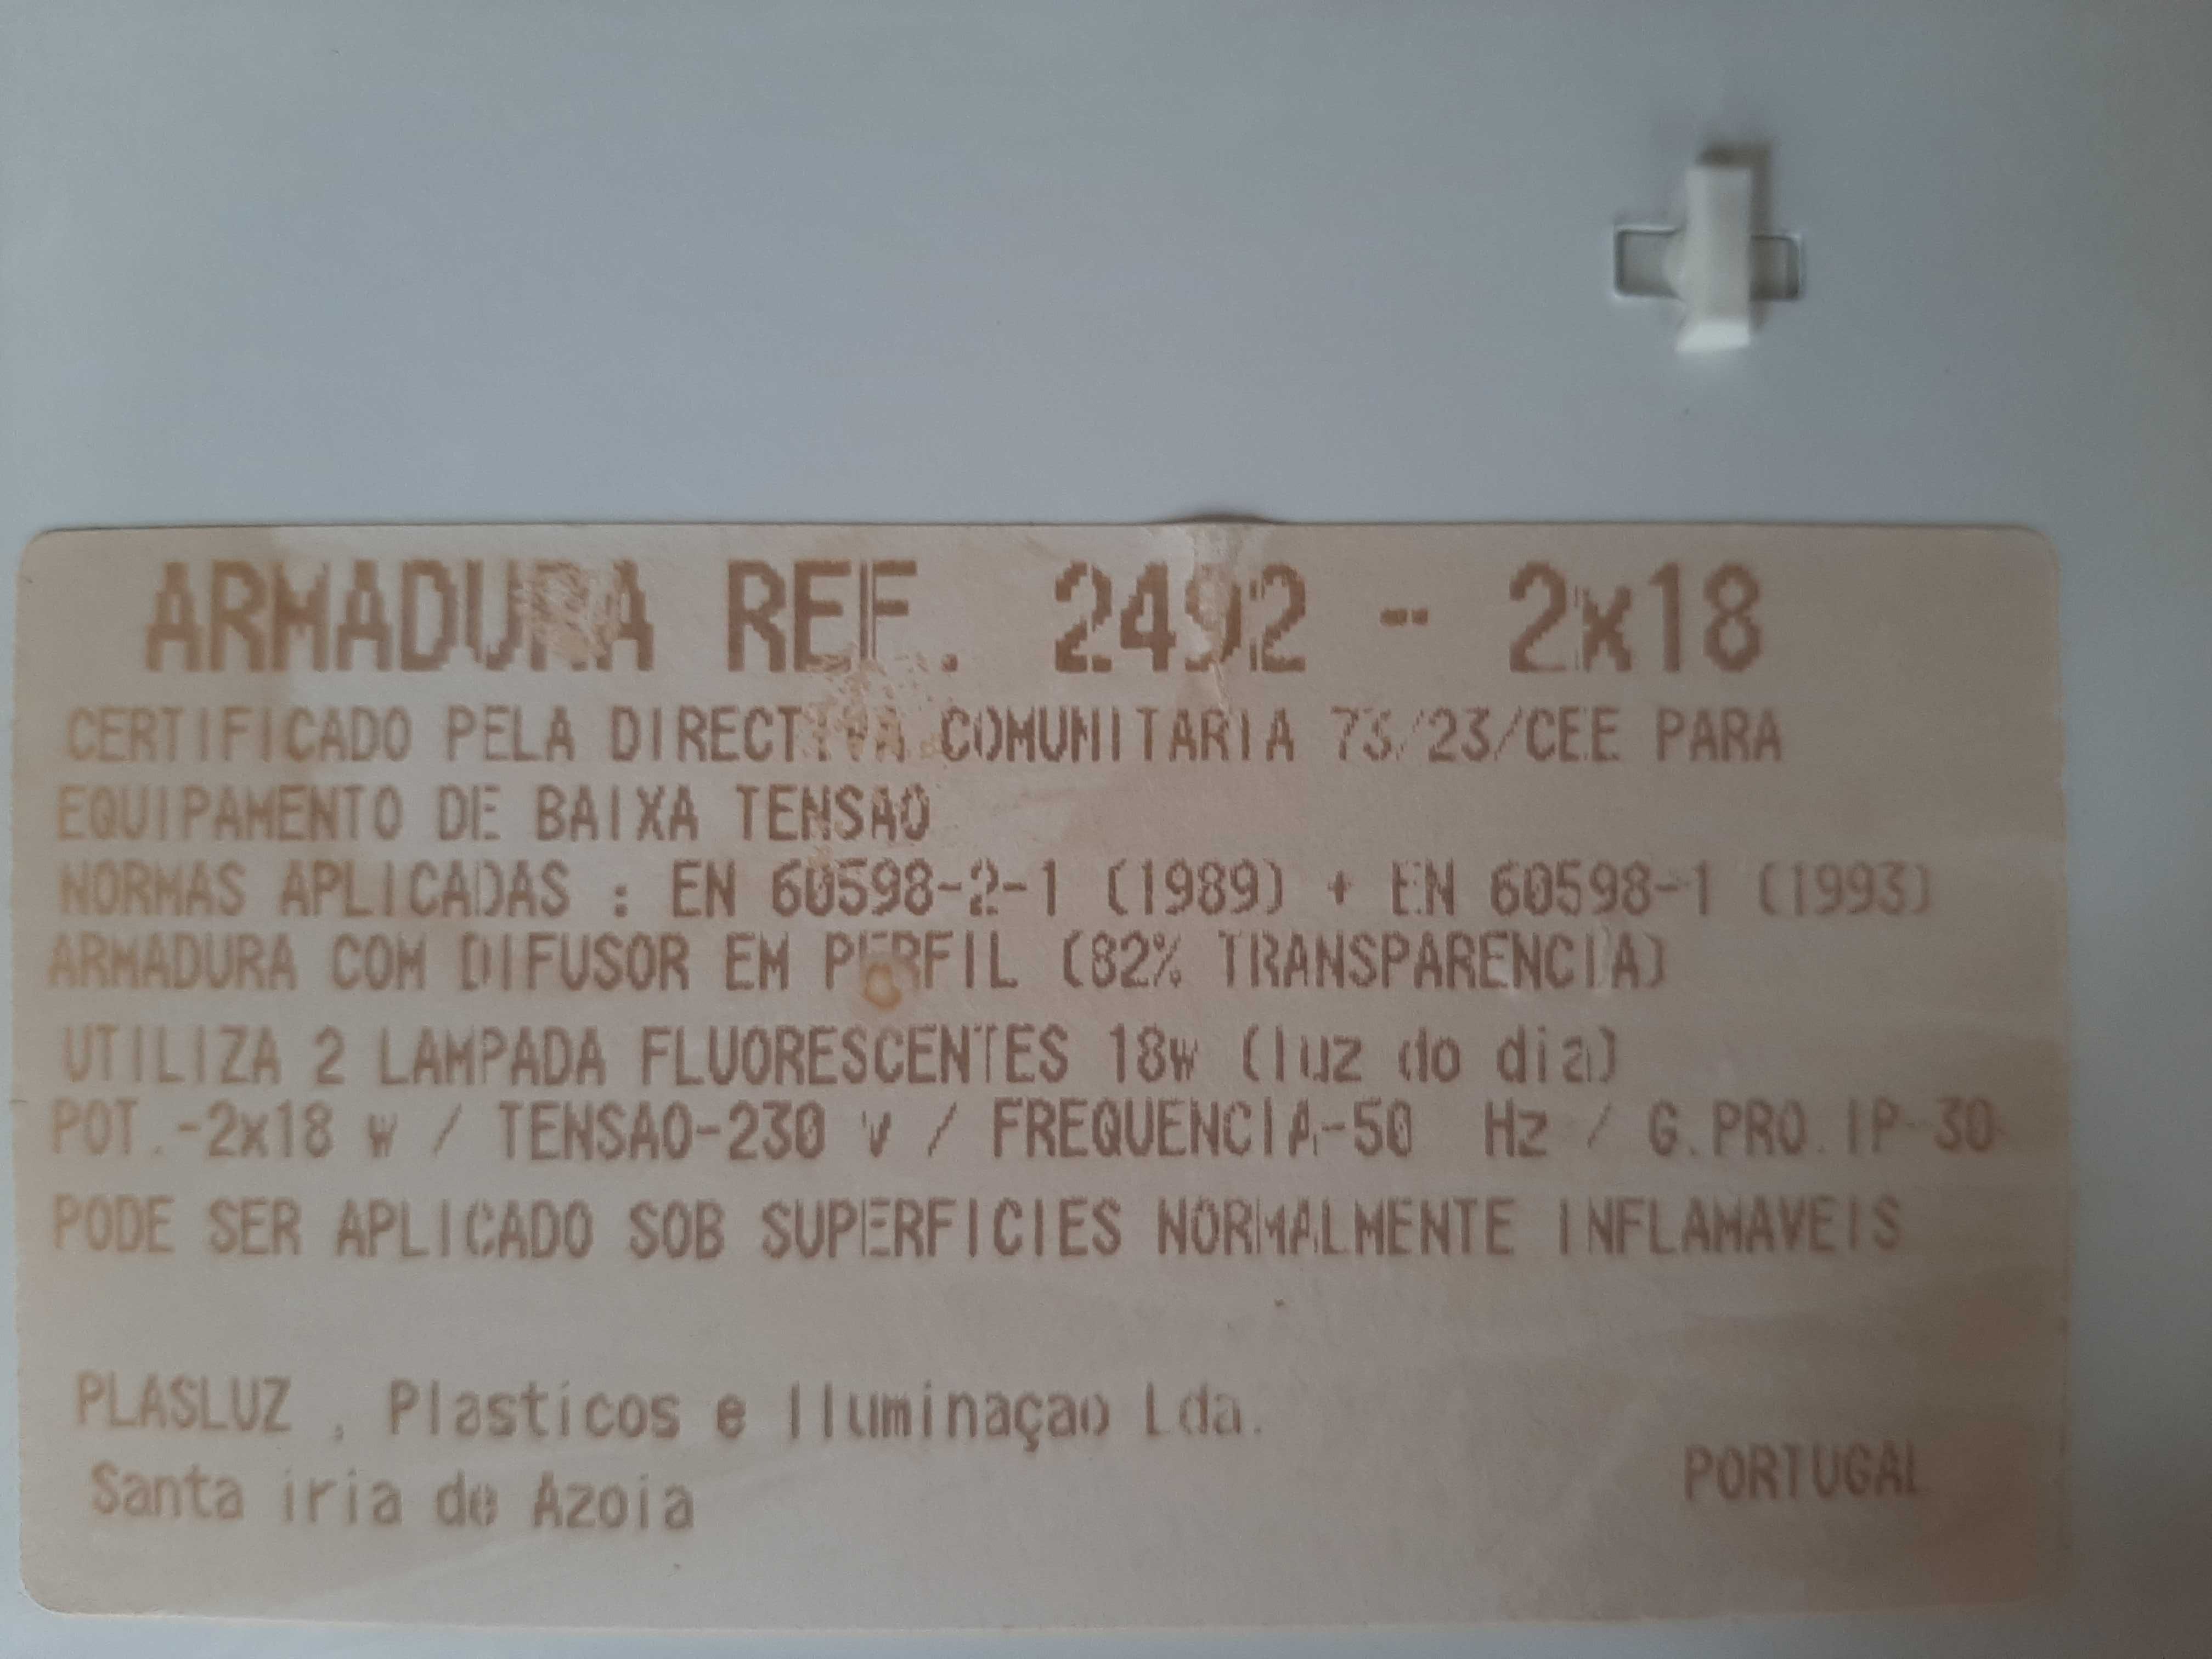 ARMADURA REF. 2492 - 2x18
CERTIFICADO PELA DIRECTIVA COMUNITARIA 73/23/CEE PARA
EQUIPAMENTO DE BAIXA TENSAO
NORMAS APLICADAS : EN 60598-2-1 (1989) + EN 60598-1 (1993)
ARMADURA COM DIFUSOR EM PERFIL (82% TRANSPARENCIA)
UTILIZA 2 LAMPADA FLUORESCENTES 18w (luz do dia)
POT.-2x18 w / TENSAO-230 v / FREQUENCIA-50 Hz / G.PRO.IP-30
PODE SER APLICADO SOB SUPERFICIES NORMALMENTE INFLAMAVEIS
PLASLUZ , Plasticos e Iluminaçao Lda.
Santa iria de Azoia
PORTUGAL